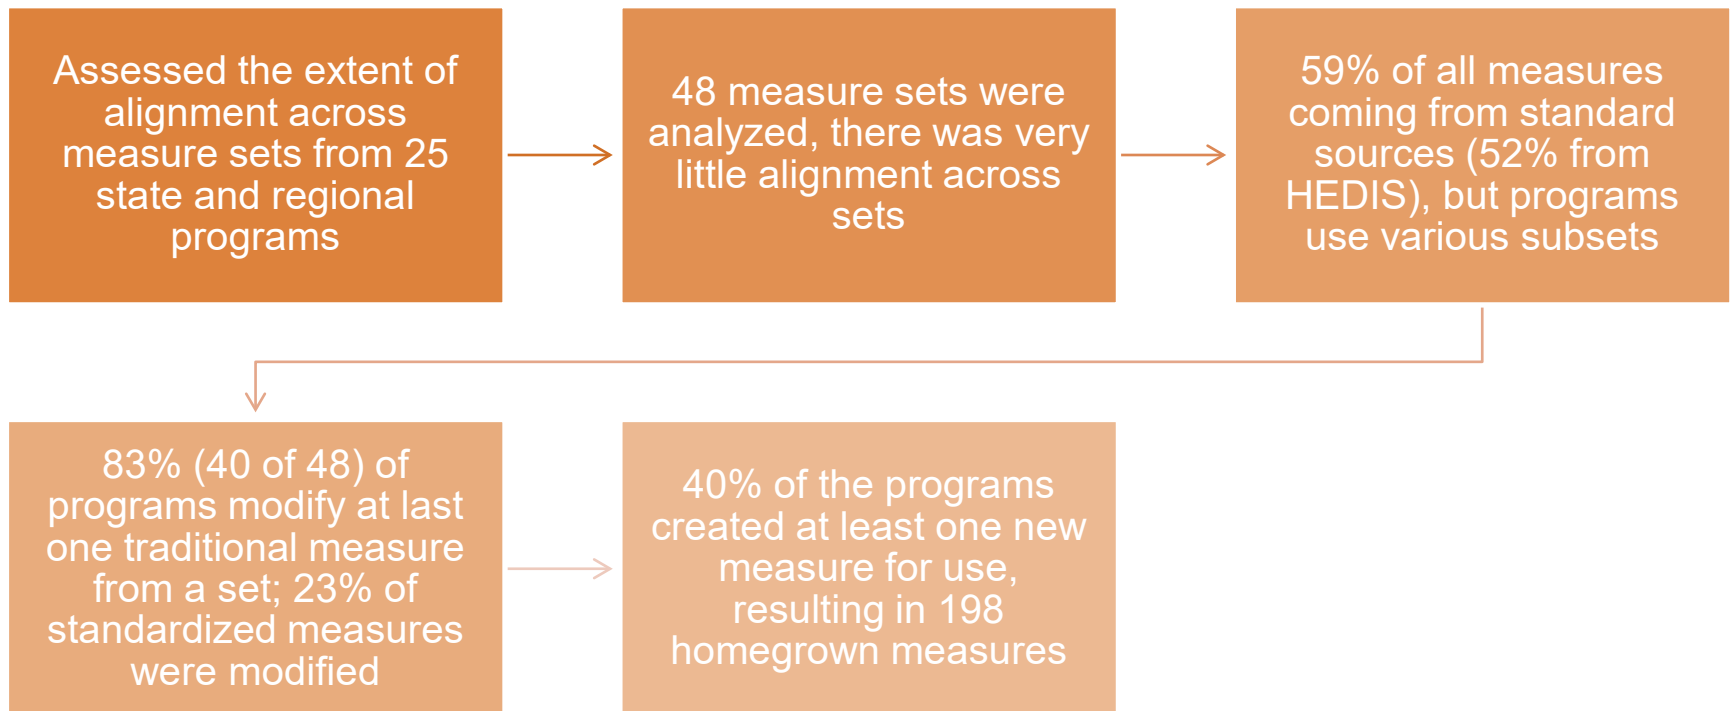 Assessed the extent of
alignment across
measure sets from 25
state and regional
programs
48 measure sets were
analyzed, there was very
little alignment across
sets
59% of all measures
coming from standard
sources (52% from
HEDIS), but programs
use various subsets
83% (40 of 48) of
programs modify at last
one traditional measure
from a set; 23% of
standardized measures
were modified
40% of the programs
created at least one new
measure for use,
resulting in 198
homegrown measures